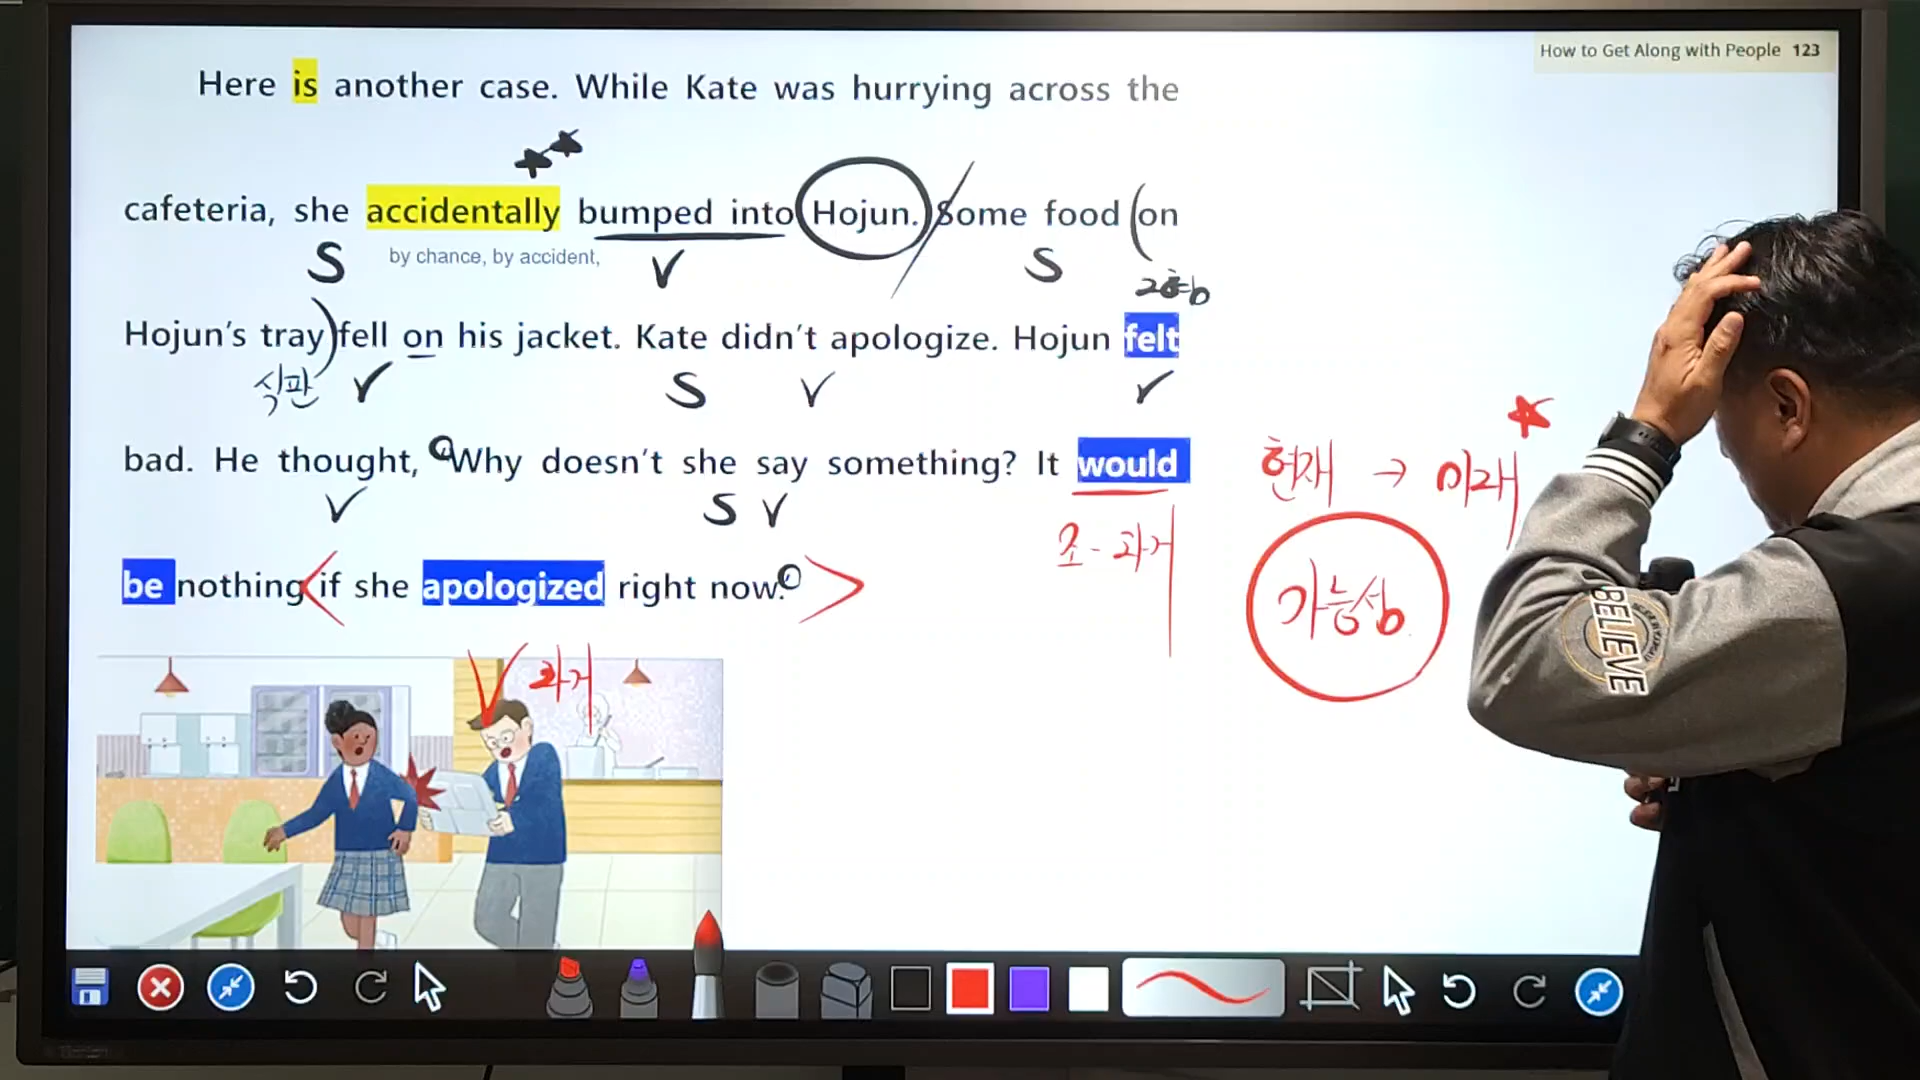 How to Get Along with People 123
Here is another case. While Kate was hurrying across the
cafeteria, she accidentally bumped into Hojun. Some food (on
S by chance, by accident, V S
Hojun's tray) fell on his jacket. Kate didn't apologize. Hojun felt
식판 V S V V
bad. He thought, "Why doesn't she say something? It would
현재 → 미래
V S V
조-과거
be nothing < if she apologized right now." >
가능성
V 과거
BELIEVE